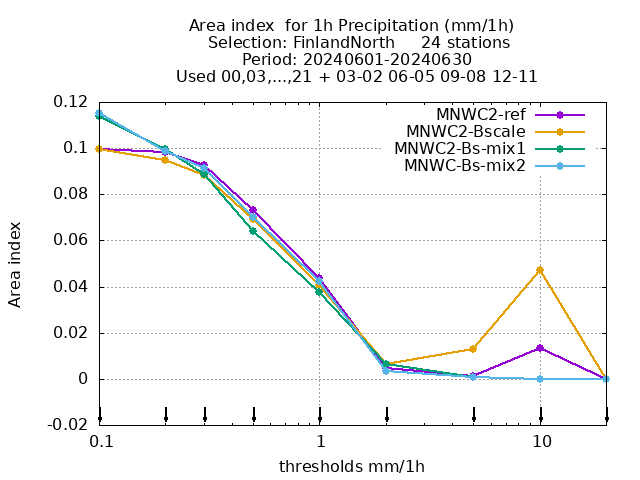 Area index  for 1h Precipitation (mm/1h)
Selection: FinlandNorth     24 stations
Period: 20240601-20240630
Used 00,03,...,21 + 03-02 06-05 09-08 12-11
MNWC2-ref
MNWC2-Bscale
MNWC2-Bs-mix1
MNWC-Bs-mix2
0.12
0.1
0.08
0.06
0.04
0.02
0
-0.02
Area index
0.1 1 10
thresholds mm/1h